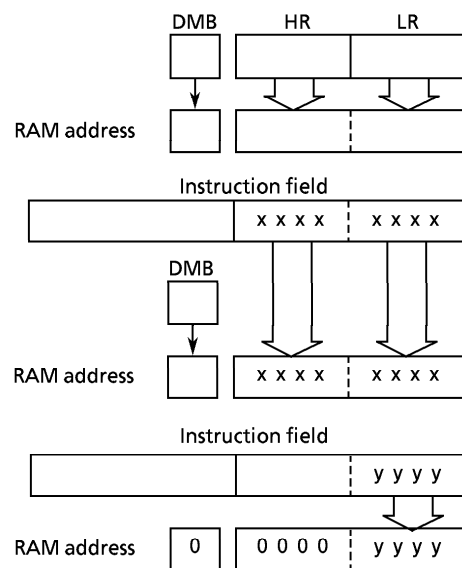 DMB HR LR
RAM address
Instruction field
x x x x x x x x
DMB
RAM address x x x x x x x x
Instruction field
y y y y
RAM address 0 0 0 0 0 y y y y